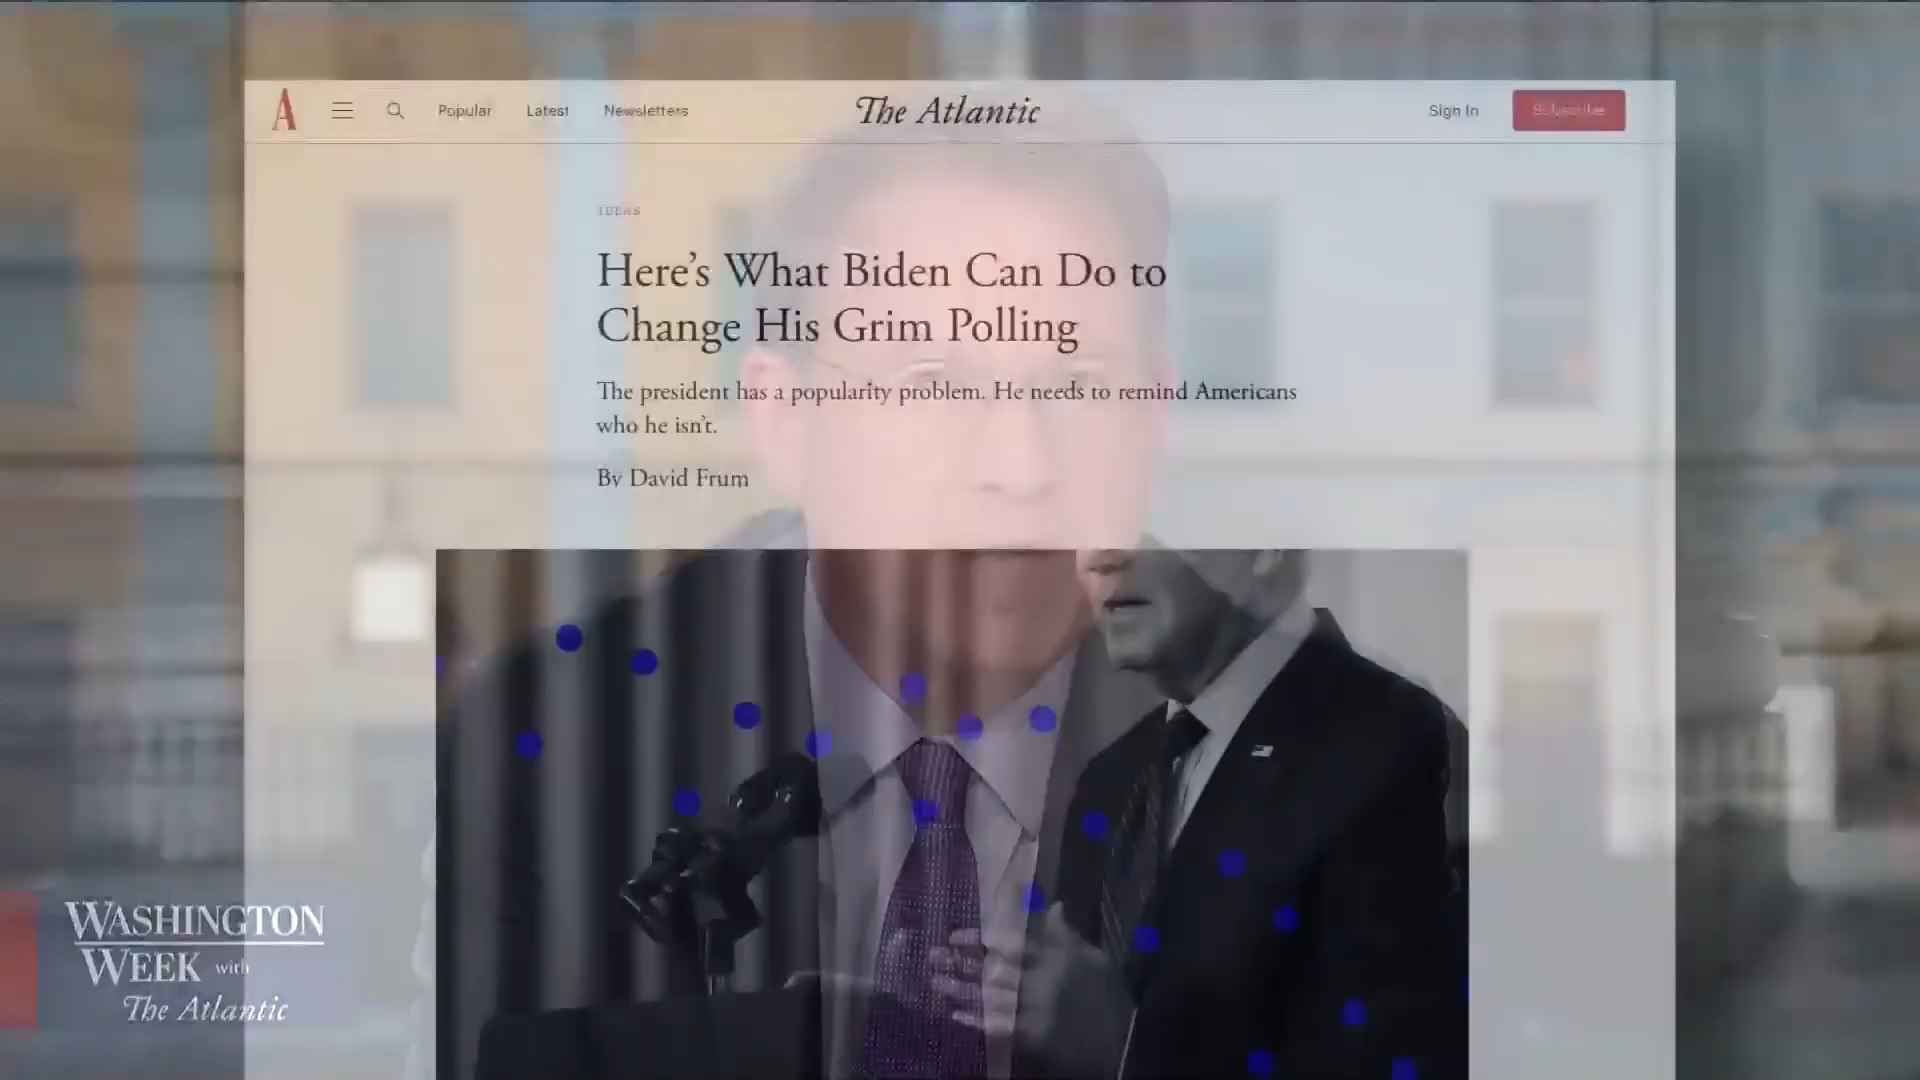 Popular
Latest
Newsletters
The Atlantic
Sign In
Subscribe
IDEAS
Here's What Biden Can Do to
Change His Grim Polling
The president has a popularity problem. He needs to remind Americans
who he isn't.
By David Frum
WASHINGTON
WEEK with
The Atlantic